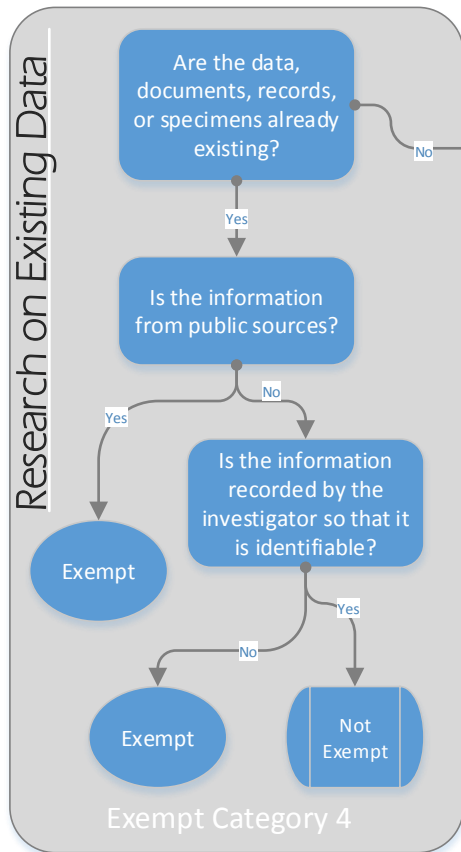 Research on Existing Data
Are the data,
documents, records,
or specimens already
existing?
No
Yes
Is the information
from public sources?
Yes
No
Is the information
recorded by the
investigator so that it
is identifiable?
Exempt
No
Yes
Exempt
Not
Exempt
Exempt Category 4